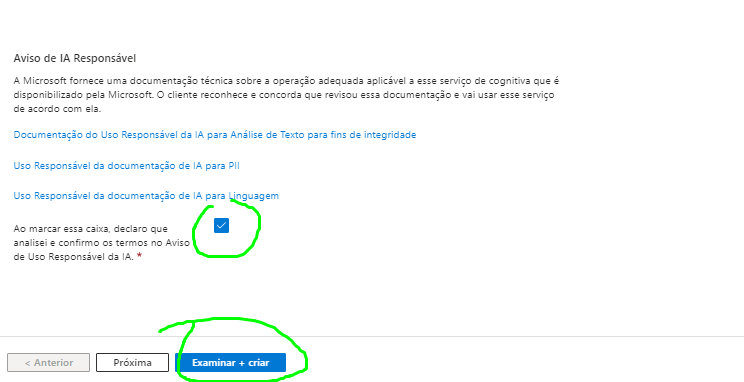 Aviso de IA Responsável
A Microsoft fornece uma documentação técnica sobre a operação adequada aplicável a esse serviço de cognitiva que é
disponibilizado pela Microsoft. O cliente reconhece e concorda que revisou essa documentação e vai usar esse serviço
de acordo com ela.
Documentação do Uso Responsável da IA para Análise de Texto para fins de integridade
Uso Responsável da documentação de IA para PII
Uso Responsável da documentação de IA para Linguagem
Ao marcar essa caixa, declaro que
analisei e confirmo os termos no Aviso
de Uso Responsável da IA. *
< Anterior
Próxima
Examinar + criar